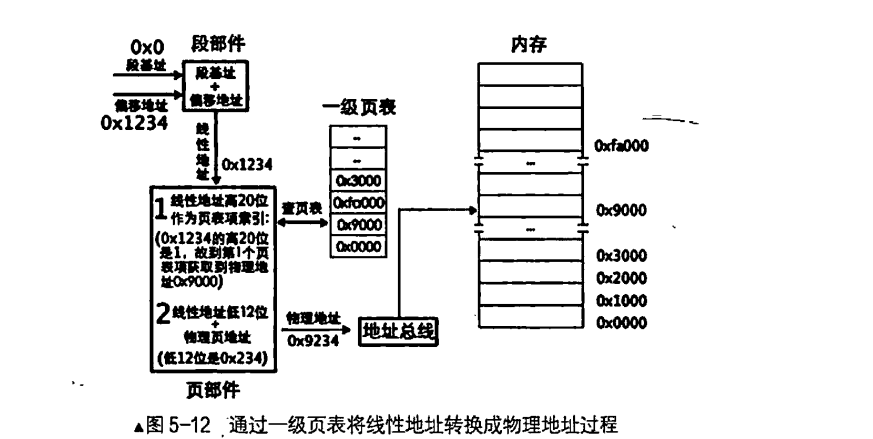 0x0
段部件
段基址
段基址
+
偏移地址
偏移地址
0x1234
线性地址
0x1234
1线性地址高20位
作为页表项索引:
(0x1234的高20位
是1,故到第1个页
表项获取到物理地
址0x9000)
2线性地址低12位
+
物理页地址
(低12位是0x234)
页部件
查页表
一级页表
..
..
0x3000
0xfa000
0x9000
0x0000
物理地址
0x9234
地址总线
内存
0xfa000
...
0x9000
...
0x3000
0x2000
0x1000
0x0000
▲图 5-12 通过一级页表将线性地址转换成物理地址过程